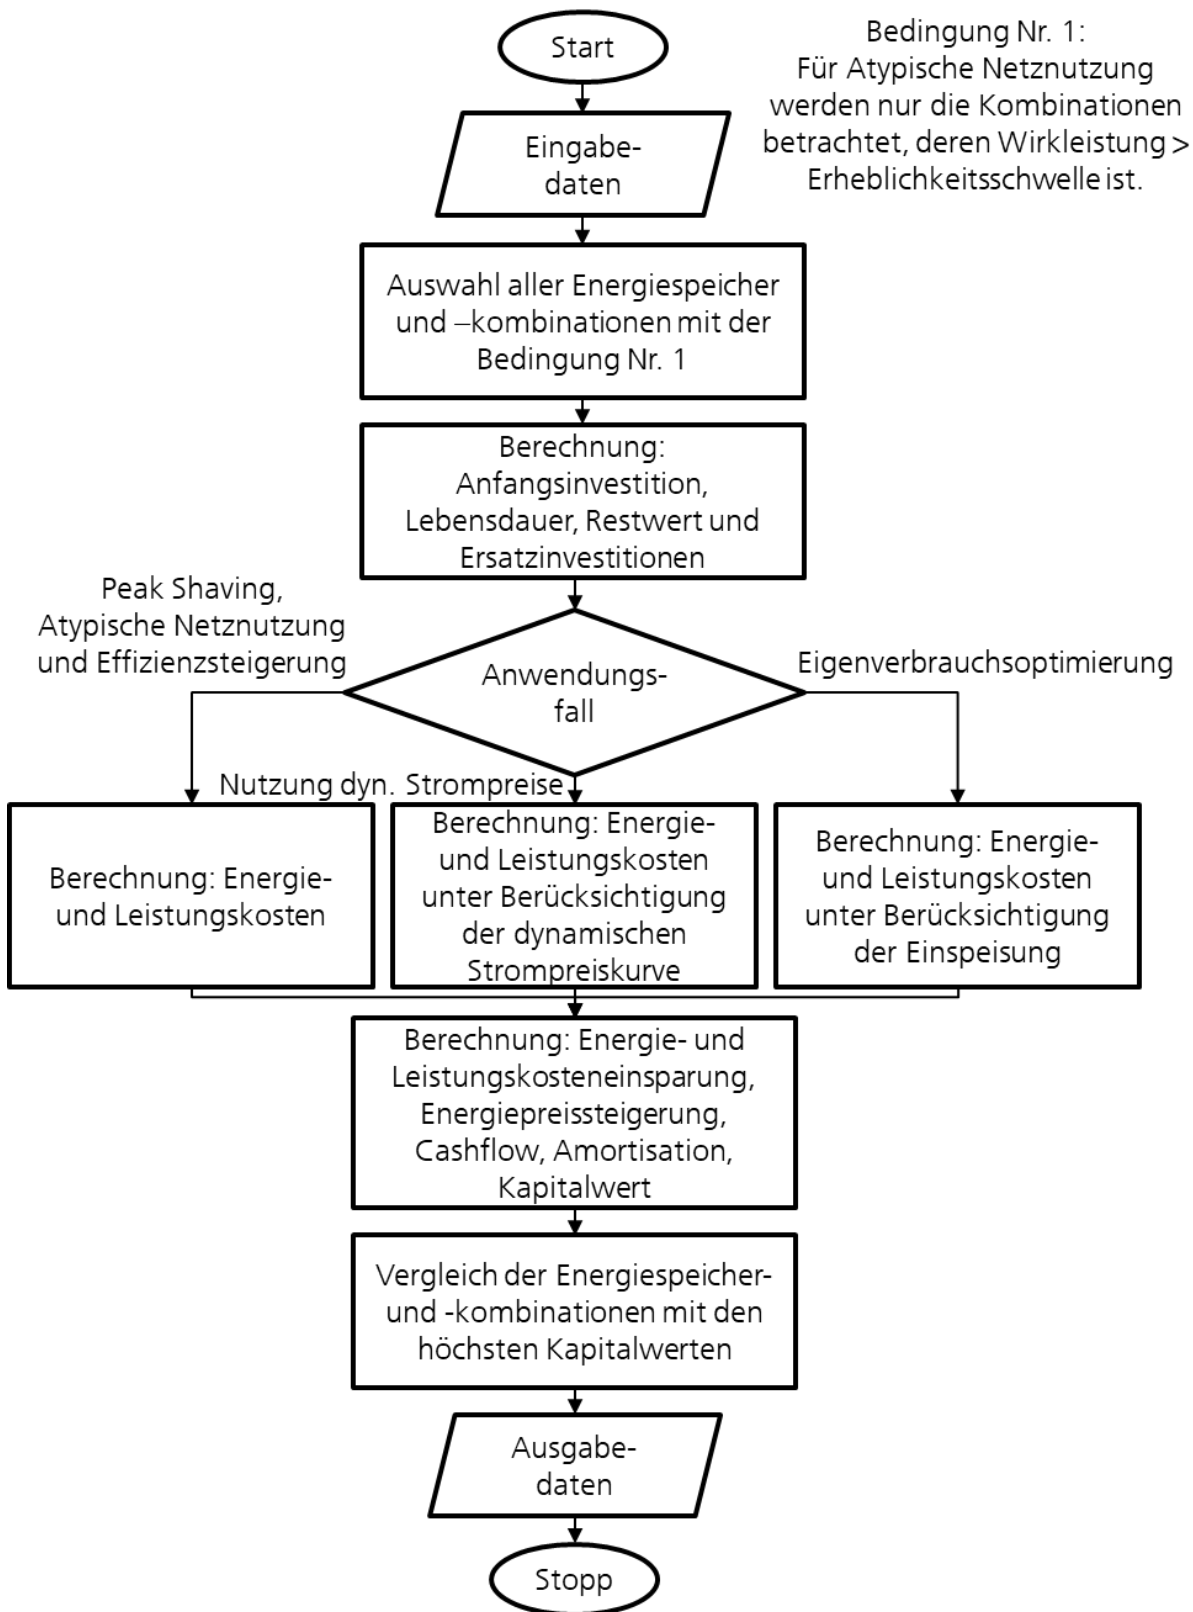 Start
Bedingung Nr. 1:
Für Atypische Netznutzung
werden nur die Kombinationen
betrachtet, deren Wirkleistung >
Erheblichkeitsschwelle ist.
Eingabe-
daten
Auswahl aller Energiespeicher
und –kombinationen mit der
Bedingung Nr. 1
Berechnung:
Anfangsinvestition,
Lebensdauer, Restwert und
Ersatzinvestitionen
Peak Shaving,
Atypische Netznutzung
und Effizienzsteigerung
Anwendungs-
fall
Eigenverbrauchsoptimierung
Nutzung dyn. Strompreise
Berechnung: Energie-
und Leistungskosten
Berechnung: Energie-
und Leistungskosten
unter Berücksichtigung
der dynamischen
Strompreiskurve
Berechnung: Energie-
und Leistungskosten
unter Berücksichtigung
der Einspeisung
Berechnung: Energie- und
Leistungskosteneinsparung,
Energiepreissteigerung,
Cashflow, Amortisation,
Kapitalwert
Vergleich der Energiespeicher-
und -kombinationen mit den
höchsten Kapitalwerten
Ausgabe-
daten
Stopp